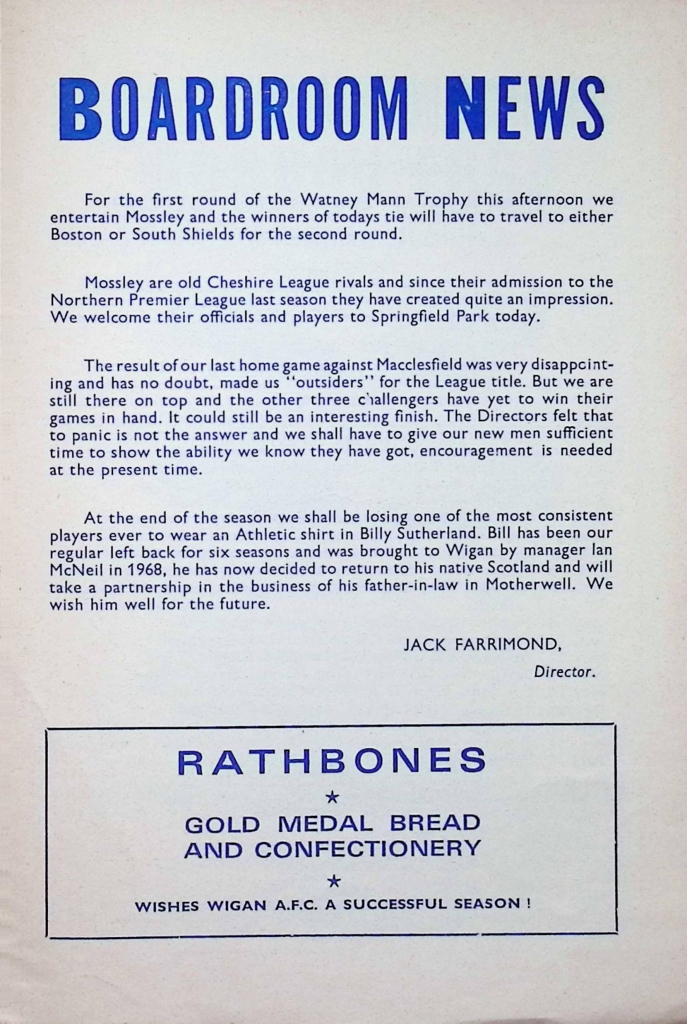 BOARDROOM NEWS
For the first round of the Watney Mann Trophy this afternoon we
entertain Mossley and the winners of todays tie will have to travel to either
Boston or South Shields for the second round.
Mossley are old Cheshire League rivals and since their admission to the
Northern Premier League last season they have created quite an impression.
We welcome their officials and players to Springfield Park today.
The result of our last home game against Macclesfield was very disappoint-
ing and has no doubt, made us "outsiders" for the League title. But we are
still there on top and the other three challengers have yet to win their
games in hand. It could still be an interesting finish. The Directors felt that
to panic is not the answer and we shall have to give our new men sufficient
time to show the ability we know they have got, encouragement is needed
at the present time.
At the end of the season we shall be losing one of the most consistent
players ever to wear an Athletic shirt in Billy Sutherland. Bill has been our
regular left back for six seasons and was brought to Wigan by manager Ian
McNeil in 1968, he has now decided to return to his native Scotland and will
take a partnership in the business of his father-in-law in Motherwell. We
wish him well for the future.
JACK FARRIMOND,
Director.
RATHBONES
★
GOLD MEDAL BREAD
AND CONFECTIONERY
★
WISHES WIGAN A.F.C. A SUCCESSFUL SEASON !